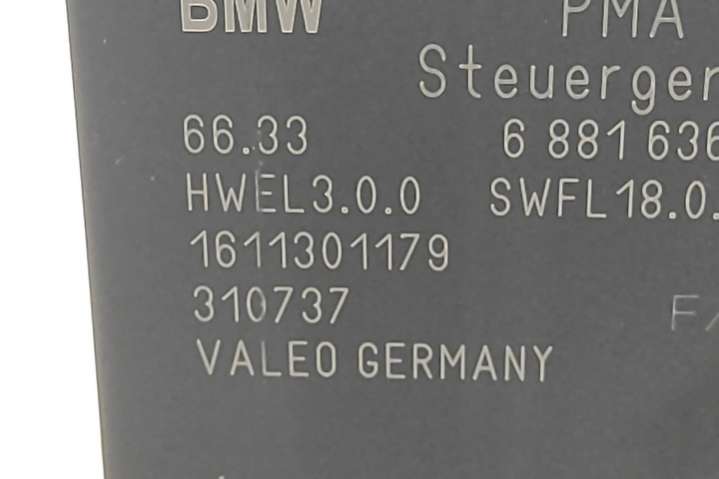 BMW PMA
Steuerger
66.33 6 881 636
HWEL3.0.0 SWFL18.0.
1611301179
310737 F
VALEO GERMANY